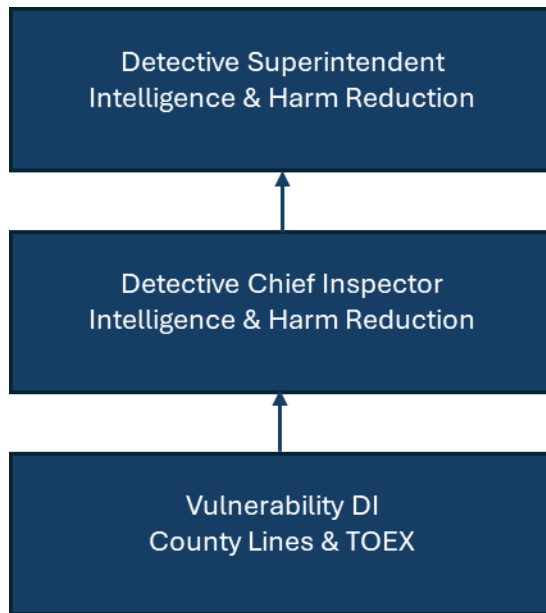 Detective Superintendent
Intelligence & Harm Reduction
Detective Chief Inspector
Intelligence & Harm Reduction
Vulnerability DI
County Lines & TOEX